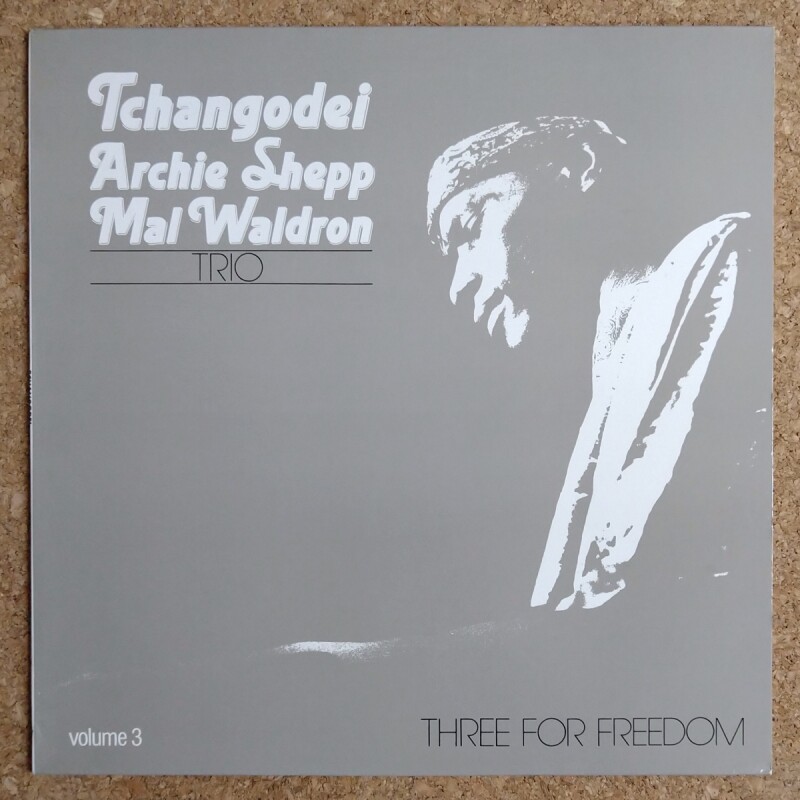 Tchangodei
Archie Shepp
Mal Waldron
TRIO
volume 3
THREE FOR FREEDOM